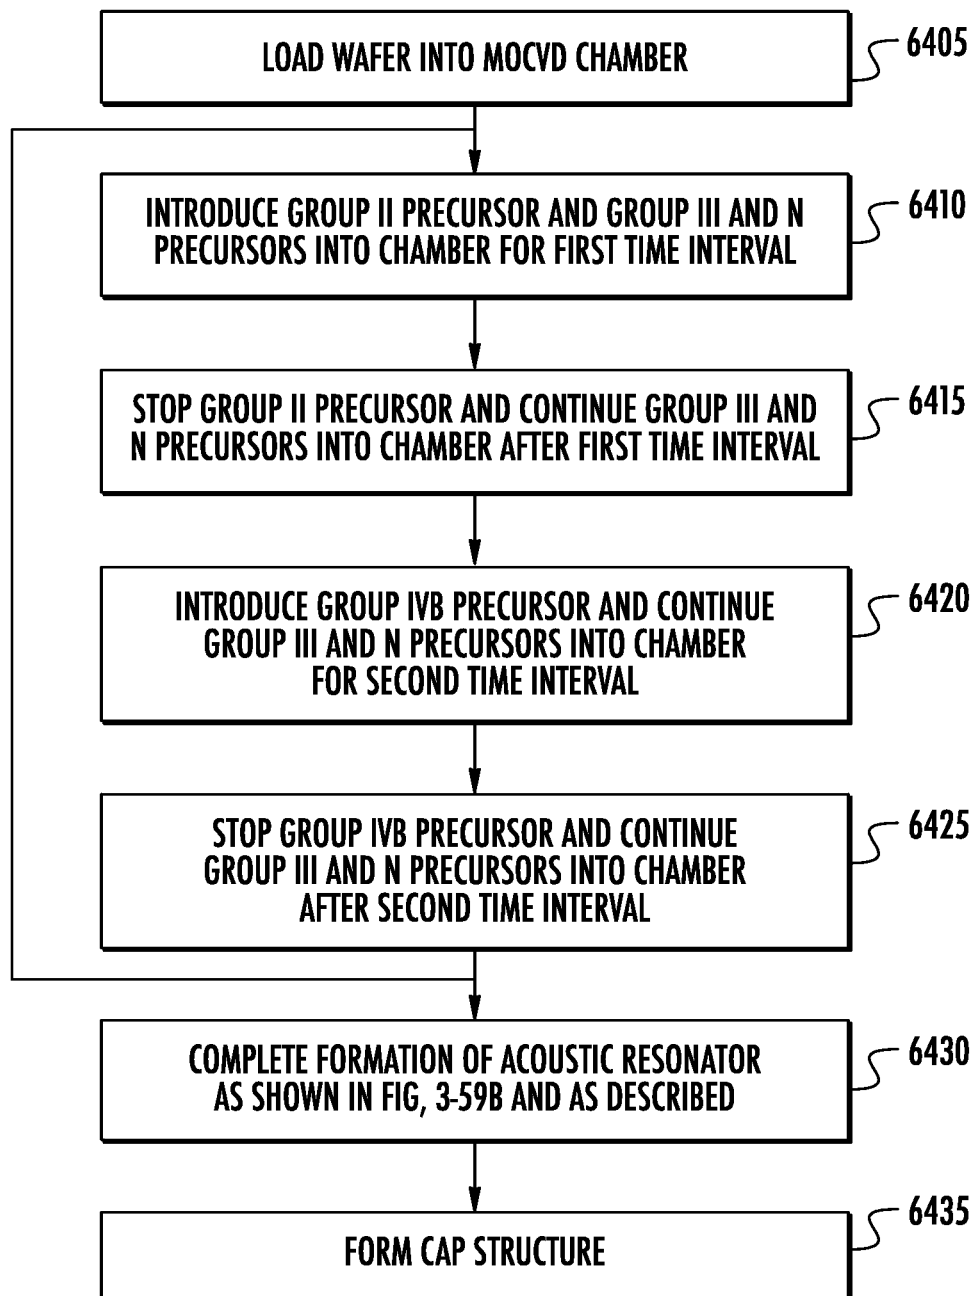 LOAD WAFER INTO MOCVD CHAMBER
6405
INTRODUCE GROUP II PRECURSOR AND GROUP III AND N
PRECURSORS INTO CHAMBER FOR FIRST TIME INTERVAL
6410
STOP GROUP II PRECURSOR AND CONTINUE GROUP III AND
N PRECURSORS INTO CHAMBER AFTER FIRST TIME INTERVAL
6415
INTRODUCE GROUP IVB PRECURSOR AND CONTINUE
GROUP III AND N PRECURSORS INTO CHAMBER
FOR SECOND TIME INTERVAL
6420
STOP GROUP IVB PRECURSOR AND CONTINUE
GROUP III AND N PRECURSORS INTO CHAMBER
AFTER SECOND TIME INTERVAL
6425
COMPLETE FORMATION OF ACOUSTIC RESONATOR
AS SHOWN IN FIG, 3-59B AND AS DESCRIBED
6430
FORM CAP STRUCTURE
6435